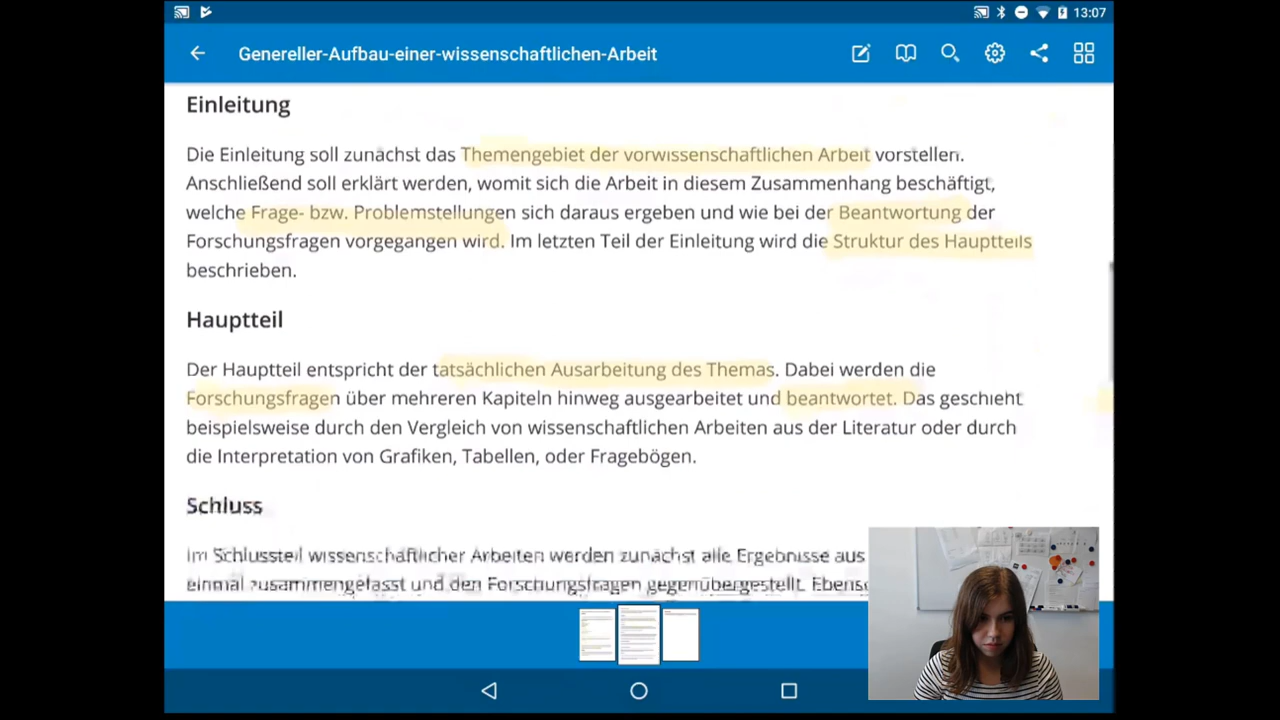 13:07
Genereller-Aufbau-einer-wissenschaftlichen-Arbeit
Einleitung
Die Einleitung soll zunächst das Themengebiet der vorwissenschaftlichen Arbeit vorstellen.
Anschließend soll erklärt werden, womit sich die Arbeit in diesem Zusammenhang beschäftigt,
welche Frage- bzw. Problemstellungen sich daraus ergeben und wie bei der Beantwortung der
Forschungsfragen vorgegangen wird. Im letzten Teil der Einleitung wird die Struktur des Hauptteils
beschrieben.
Hauptteil
Der Hauptteil entspricht der tatsächlichen Ausarbeitung des Themas. Dabei werden die
Forschungsfragen über mehreren Kapiteln hinweg ausgearbeitet und beantwortet. Das geschieht
beispielsweise durch den Vergleich von wissenschaftlichen Arbeiten aus der Literatur oder durch
die Interpretation von Grafiken, Tabellen, oder Fragebögen.
Schluss
Im Schlussteil wissenschaftlicher Arbeiten werden zunächst alle Ergebnisse aus
einmal zusammengefasst und den Forschungsfragen gegenübergestellt.